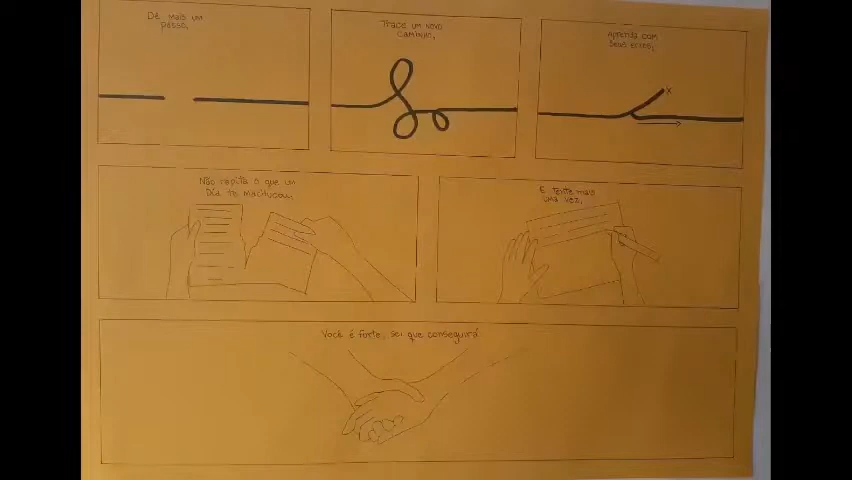 Dê mais um
passo,
Trace um novo
caminho,
Aprenda com
seus erros,
Não repita o que um
Dia te machucou,
E tente mais
uma vez,
Você é forte, sei que conseguirá
x